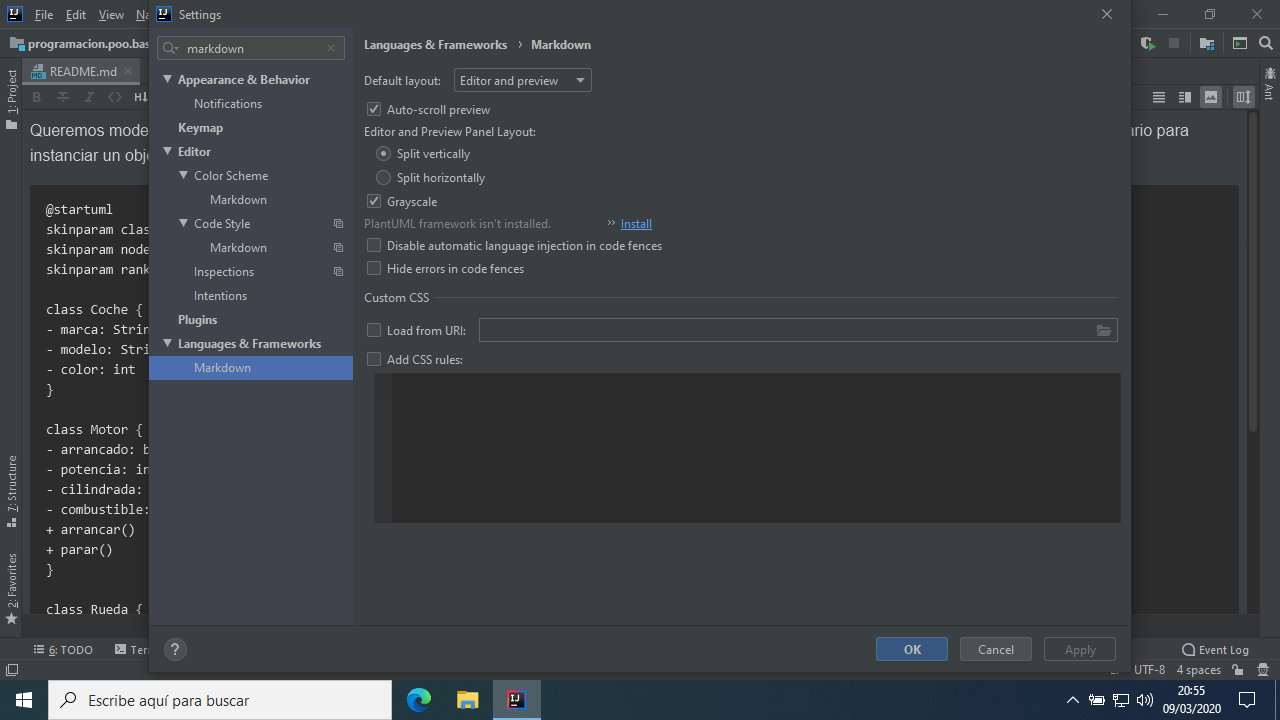 File Edit View Na
Settings
programacion.poo.bas
README.md
Queremos mode
ario para
instanciar un obje
@startuml
skinparam clas
skinparam node
skinparam rank
class Coche {
- marca: Strin
- modelo: Stri
- color: int
}
class Motor {
- arrancado: b
- potencia: in
- cilindrada:
- combustible:
+ arrancar()
+ parar()
}
class Rueda {
1: Project
7: Structure
2: Favorites
Ant
markdown
Appearance & Behavior
Notifications
Keymap
Editor
Color Scheme
Markdown
Code Style
Markdown
Inspections
Intentions
Plugins
Languages & Frameworks
Markdown
Languages & Frameworks › Markdown
Default layout: Editor and preview
Auto-scroll preview
Editor and Preview Panel Layout:
Split vertically
Split horizontally
Grayscale
PlantUML framework isn't installed. ›› Install
Disable automatic language injection in code fences
Hide errors in code fences
Custom CSS
Load from URI:
Add CSS rules:
? OK Cancel Apply
6: TODO Terr Event Log
UTF-8 4 spaces
Escribe aquí para buscar
20:55
09/03/2020